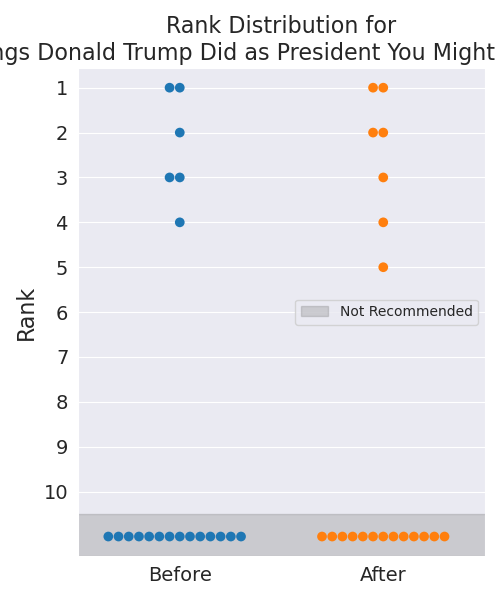 Rank Distribution for
ngs Donald Trump Did as President You Might
1
2
3
4
5
6
7
8
9
10
Rank
Not Recommended
Before
After